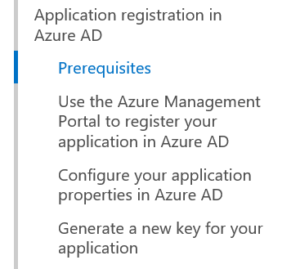 Application registration in
Azure AD
Prerequisites
Use the Azure Management
Portal to register your
application in Azure AD
Configure your application
properties in Azure AD
Generate a new key for your
application